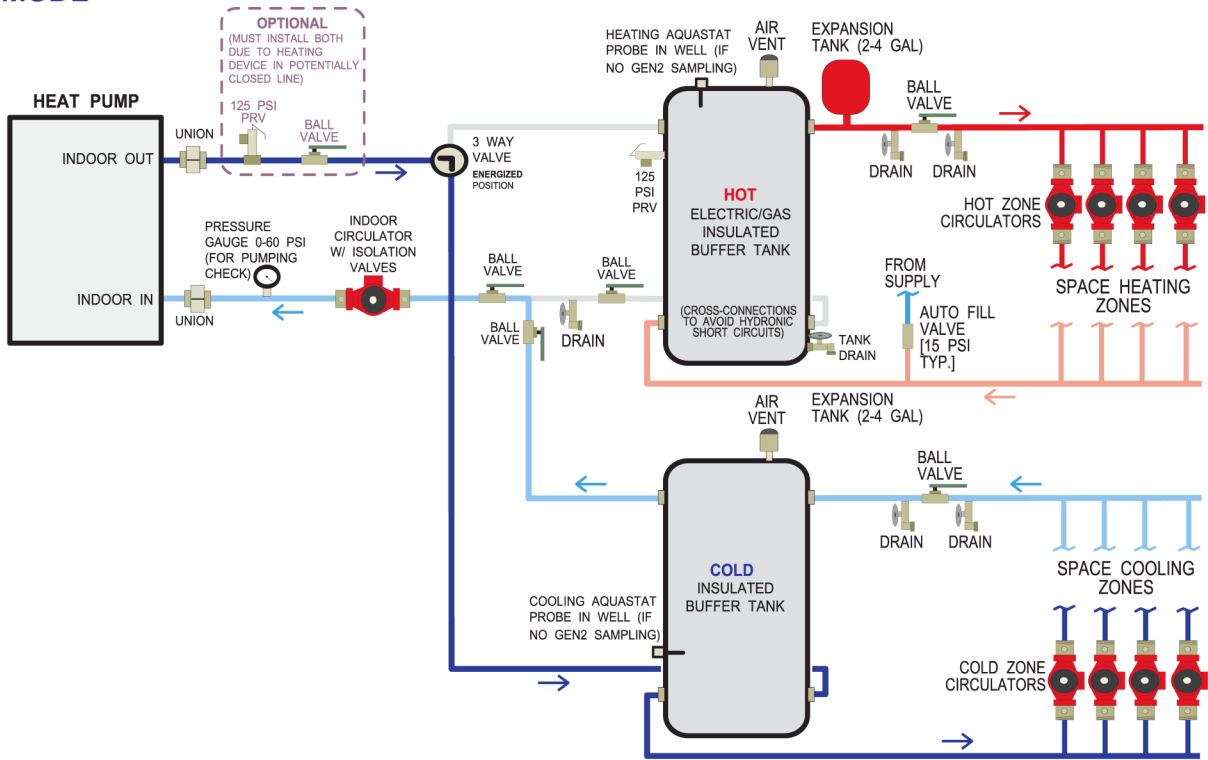 MODE
OPTIONAL
(MUST INSTALL BOTH
DUE TO HEATING
DEVICE IN POTENTIALLY
CLOSED LINE)
125 PSI
PRV
BALL
VALVE
HEAT PUMP
INDOOR OUT
UNION
3 WAY
VALVE
ENERGIZED
POSITION
PRESSURE
GAUGE 0-60 PSI
(FOR PUMPING
CHECK)
INDOOR
CIRCULATOR
W/ ISOLATION
VALVES
INDOOR IN
UNION
BALL
VALVE
BALL
VALVE
BALL
VALVE
DRAIN
HEATING AQUASTAT
PROBE IN WELL (IF
NO GEN2 SAMPLING)
AIR
VENT
EXPANSION
TANK (2-4 GAL)
BALL
VALVE
DRAIN
DRAIN
125
PSI
PRV
HOT
ELECTRIC/GAS
INSULATED
BUFFER TANK
(CROSS-CONNECTIONS
TO AVOID HYDRONIC
SHORT CIRCUITS)
TANK
DRAIN
HOT ZONE
CIRCULATORS
FROM
SUPPLY
AUTO FILL
VALVE
[15 PSI
TYP.]
SPACE HEATING
ZONES
AIR
VENT
EXPANSION
TANK (2-4 GAL)
BALL
VALVE
DRAIN
DRAIN
COLD
INSULATED
BUFFER TANK
COOLING AQUASTAT
PROBE IN WELL (IF
NO GEN2 SAMPLING)
SPACE COOLING
ZONES
COLD ZONE
CIRCULATORS